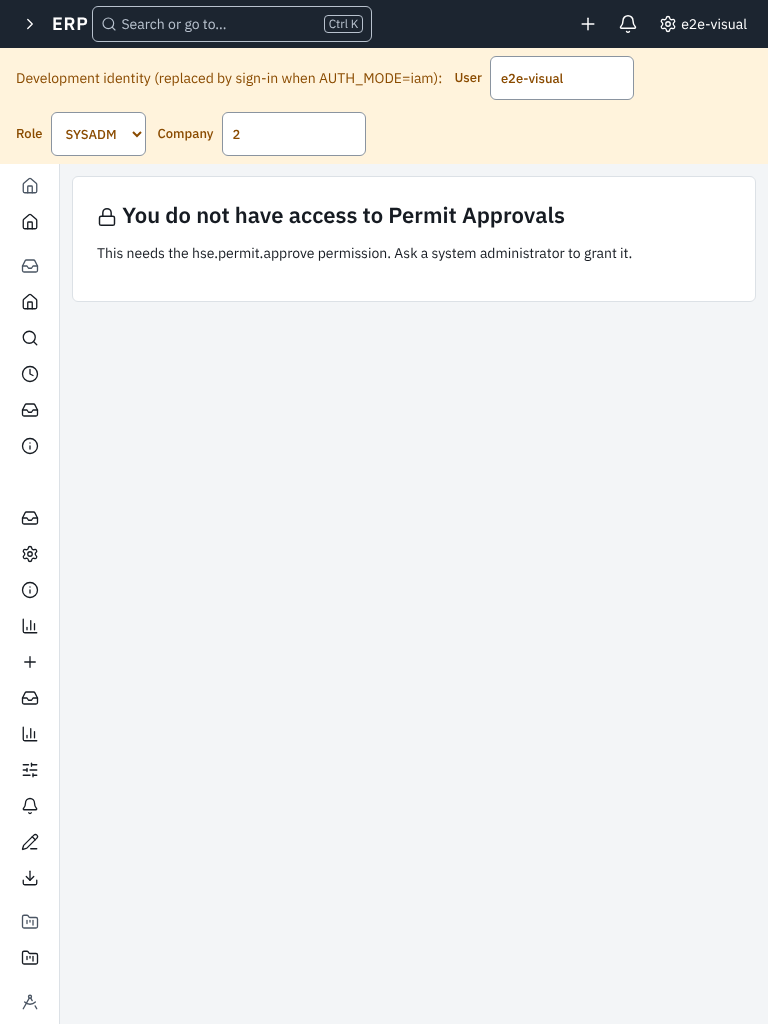 ERP Search or go to... Ctrl K e2e-visual
Development identity (replaced by sign-in when AUTH_MODE=iam): User e2e-visual
Role SYSADM Company 2
You do not have access to Permit Approvals
This needs the hse.permit.approve permission. Ask a system administrator to grant it.